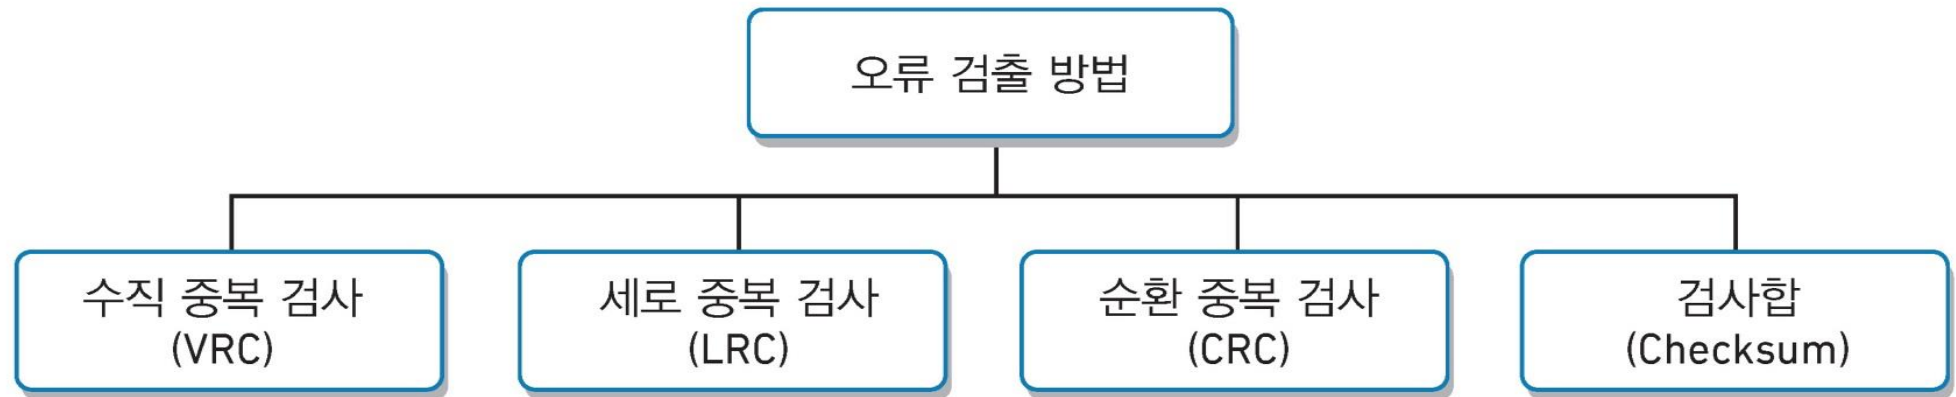 오류 검출 방법
수직 중복 검사
(VRC)
세로 중복 검사
(LRC)
순환 중복 검사
(CRC)
검사합
(Checksum)